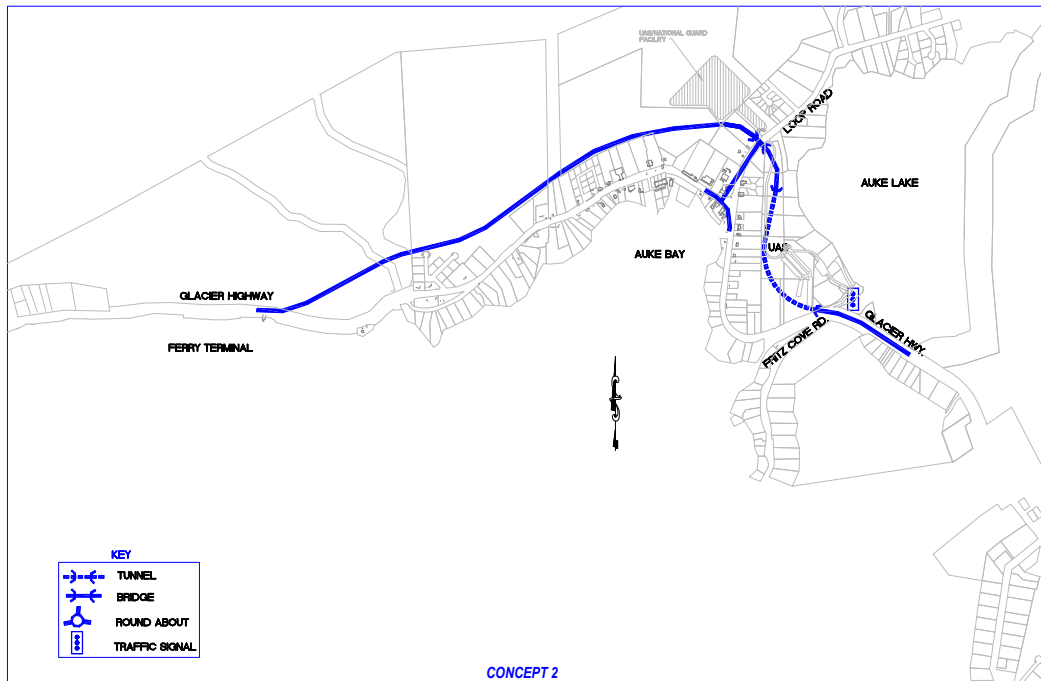 UAS/NATIONAL GUARD
FACILITY
LOOP ROAD
AUKE LAKE
UAS
AUKE BAY
GLACIER HIGHWAY
GLACIER HWY.
FRITZ COVE RD.
FERRY TERMINAL
KEY
TUNNEL
BRIDGE
ROUND ABOUT
TRAFFIC SIGNAL
CONCEPT 2